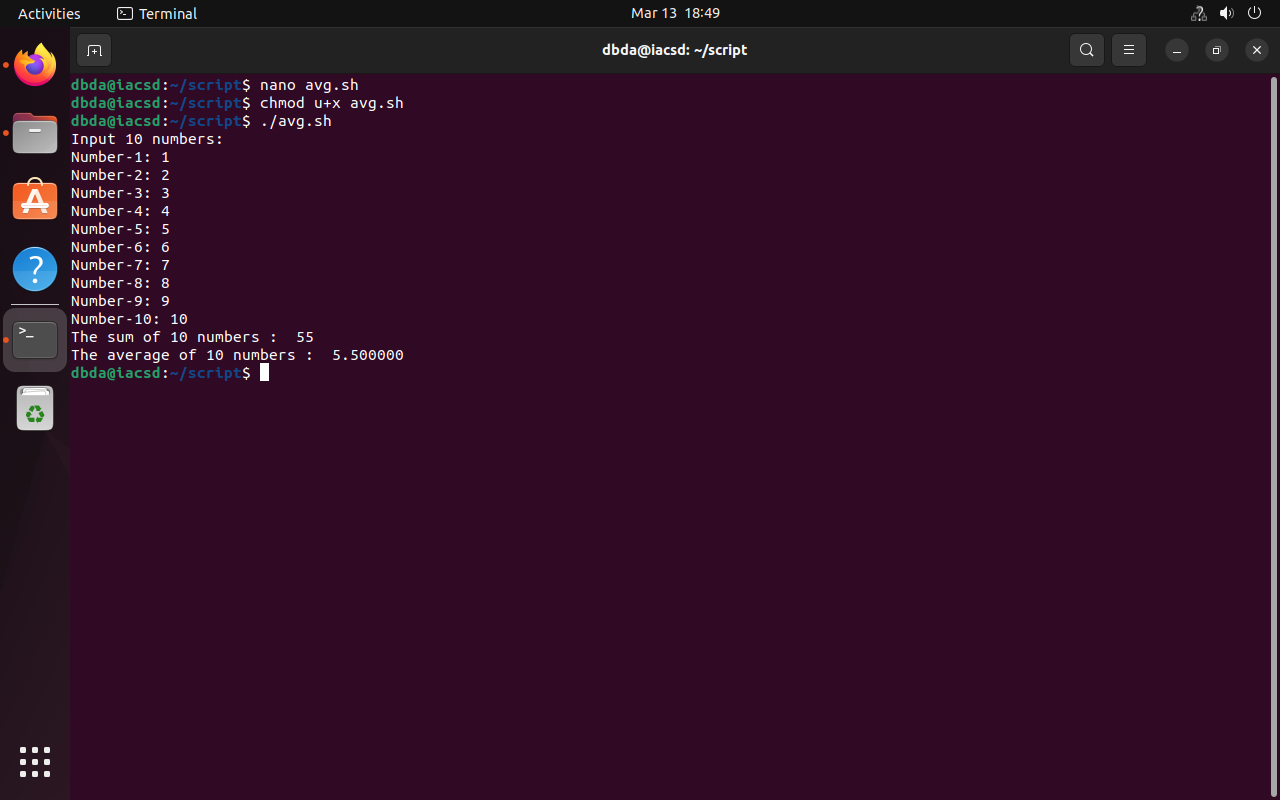 Activities Terminal Mar 13 18:49
dbda@iacsd: ~/script
dbda@iacsd:~/script$ nano avg.sh
dbda@iacsd:~/script$ chmod u+x avg.sh
dbda@iacsd:~/script$ ./avg.sh
Input 10 numbers:
Number-1: 1
Number-2: 2
Number-3: 3
Number-4: 4
Number-5: 5
Number-6: 6
Number-7: 7
Number-8: 8
Number-9: 9
Number-10: 10
The sum of 10 numbers :  55
The average of 10 numbers :  5.500000
dbda@iacsd:~/script$